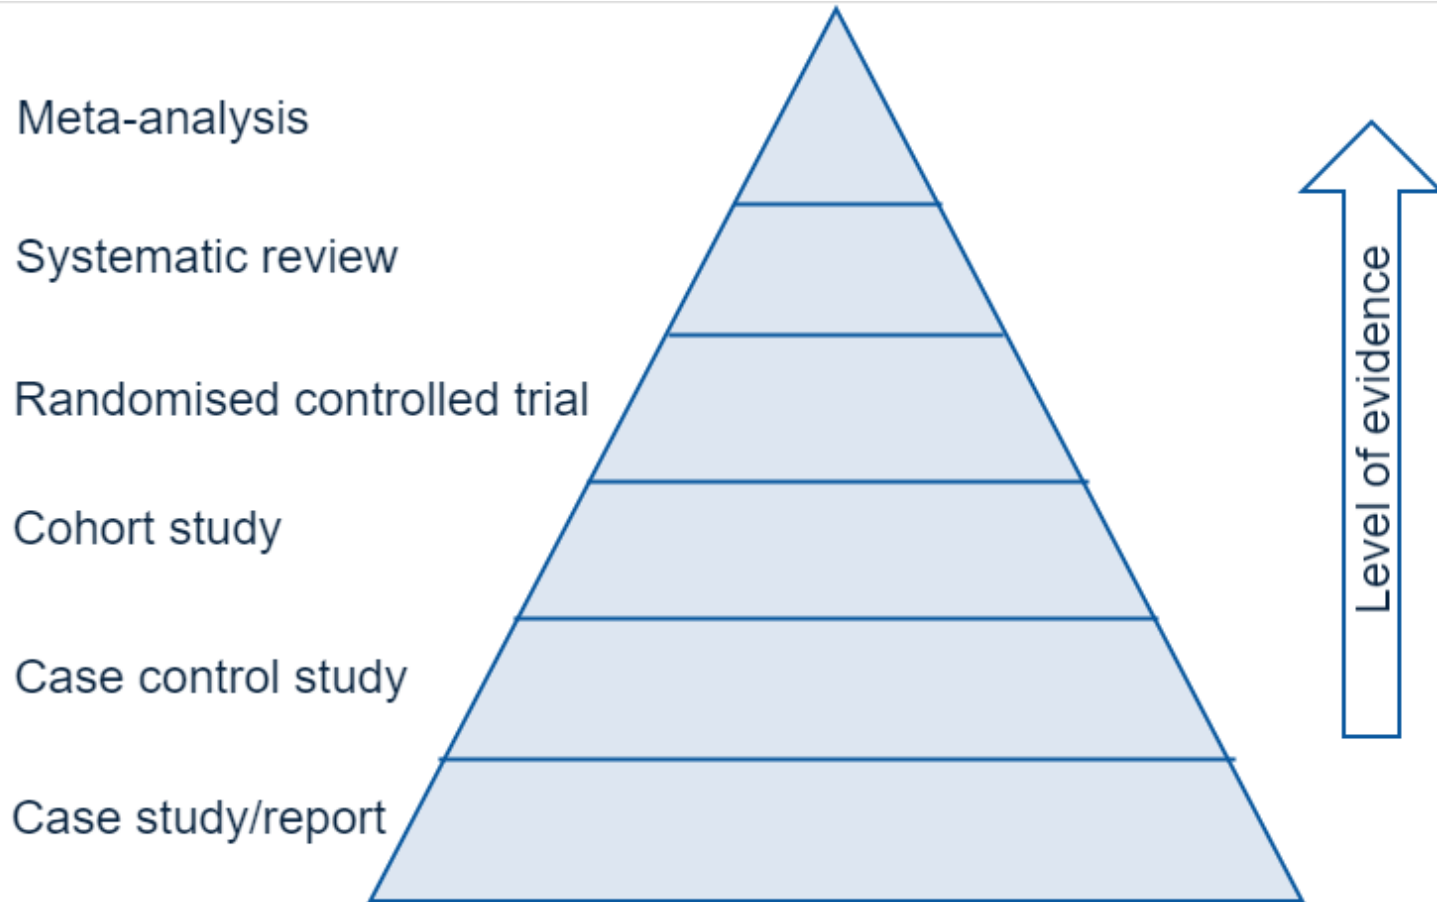 Meta-analysis
Systematic review
Randomised controlled trial
Cohort study
Case control study
Case study/report
Level of evidence